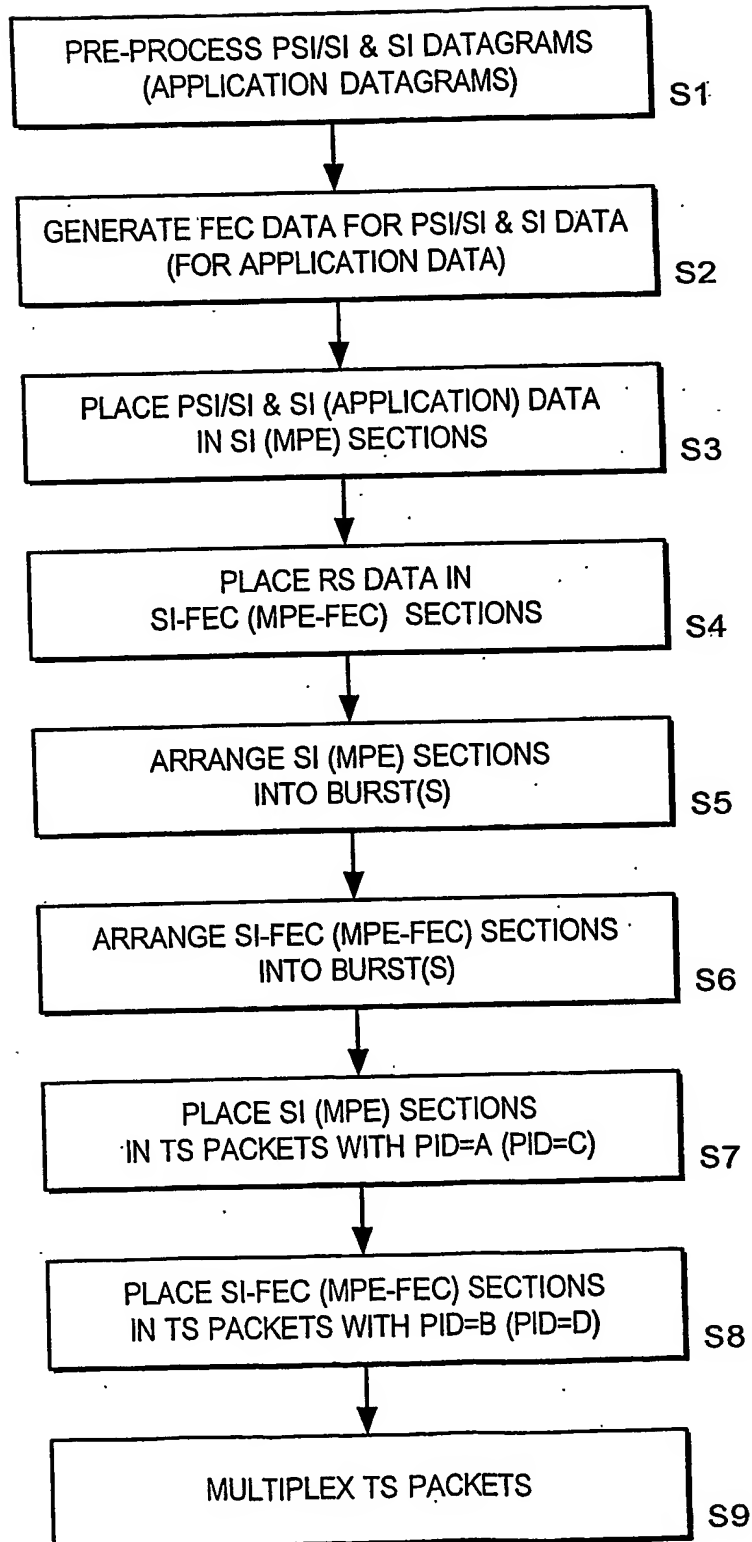 PRE-PROCESS PSI/SI & SI DATAGRAMS
(APPLICATION DATAGRAMS)
S1
GENERATE FEC DATA FOR PSI/SI & SI DATA
(FOR APPLICATION DATA)
S2
PLACE PSI/SI & SI (APPLICATION) DATA
IN SI (MPE) SECTIONS
S3
PLACE RS DATA IN
SI-FEC (MPE-FEC) SECTIONS
S4
ARRANGE SI (MPE) SECTIONS
INTO BURST(S)
S5
ARRANGE SI-FEC (MPE-FEC) SECTIONS
INTO BURST(S)
S6
PLACE SI (MPE) SECTIONS
IN TS PACKETS WITH PID=A (PID=C)
S7
PLACE SI-FEC (MPE-FEC) SECTIONS
IN TS PACKETS WITH PID=B (PID=D)
S8
MULTIPLEX TS PACKETS
S9